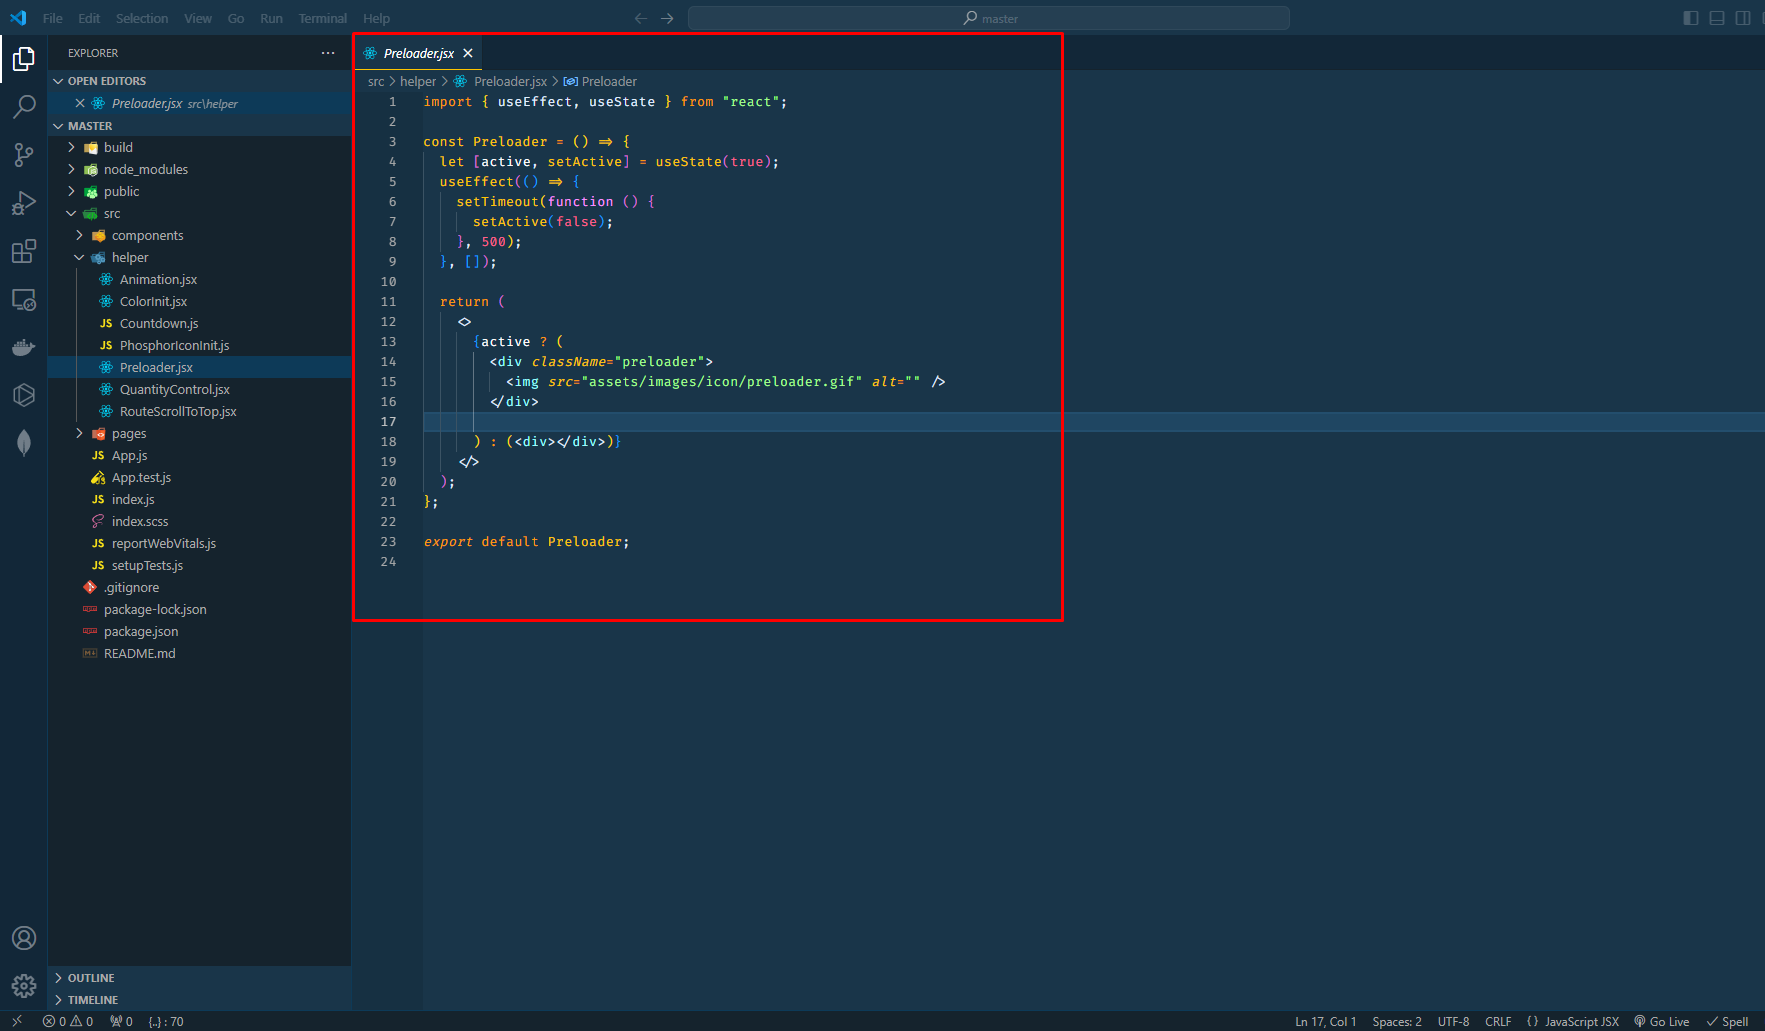 File Edit Selection View Go Run Terminal Help
master
EXPLORER
OPEN EDITORS
Preloader.jsx src\helper
MASTER
build
node_modules
public
src
components
helper
Animation.jsx
ColorInit.jsx
JS Countdown.js
JS PhosphorIconInit.js
Preloader.jsx
QuantityControl.jsx
RouteScrollToTop.jsx
pages
JS App.js
App.test.js
JS index.js
index.scss
JS reportWebVitals.js
JS setupTests.js
.gitignore
package-lock.json
package.json
README.md
OUTLINE
TIMELINE
Preloader.jsx
src > helper > Preloader.jsx > Preloader
1 import { useEffect, useState } from "react";
2
3 const Preloader = () => {
4 let [active, setActive] = useState(true);
5 useEffect(() => {
6 setTimeout(function () {
7 setActive(false);
8 }, 500);
9 }, []);
10
11 return (
12 <>
13 {active ? (
14 <div className="preloader">
15 <img src="assets/images/icon/preloader.gif" alt="" />
16 </div>
17
18 ) : (<div></div>)}
19 </>
20 );
21 };
22
23 export default Preloader;
24
0 0 0 {..} : 70 Ln 17, Col 1 Spaces: 2 UTF-8 CRLF {} JavaScript JSX Go Live Spell